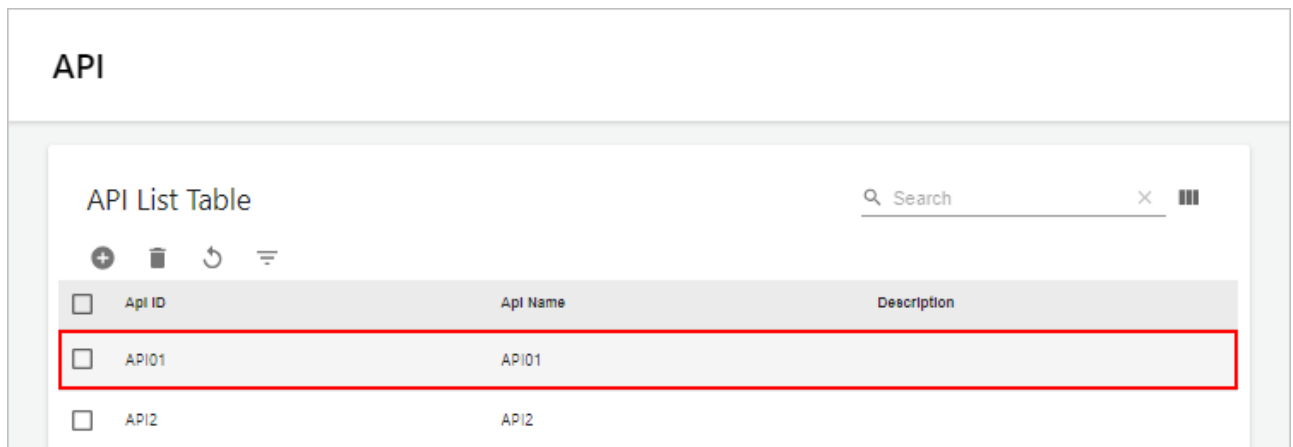 API
API List Table
Search
Api ID Api Name Description
API01 API01
API2 API2